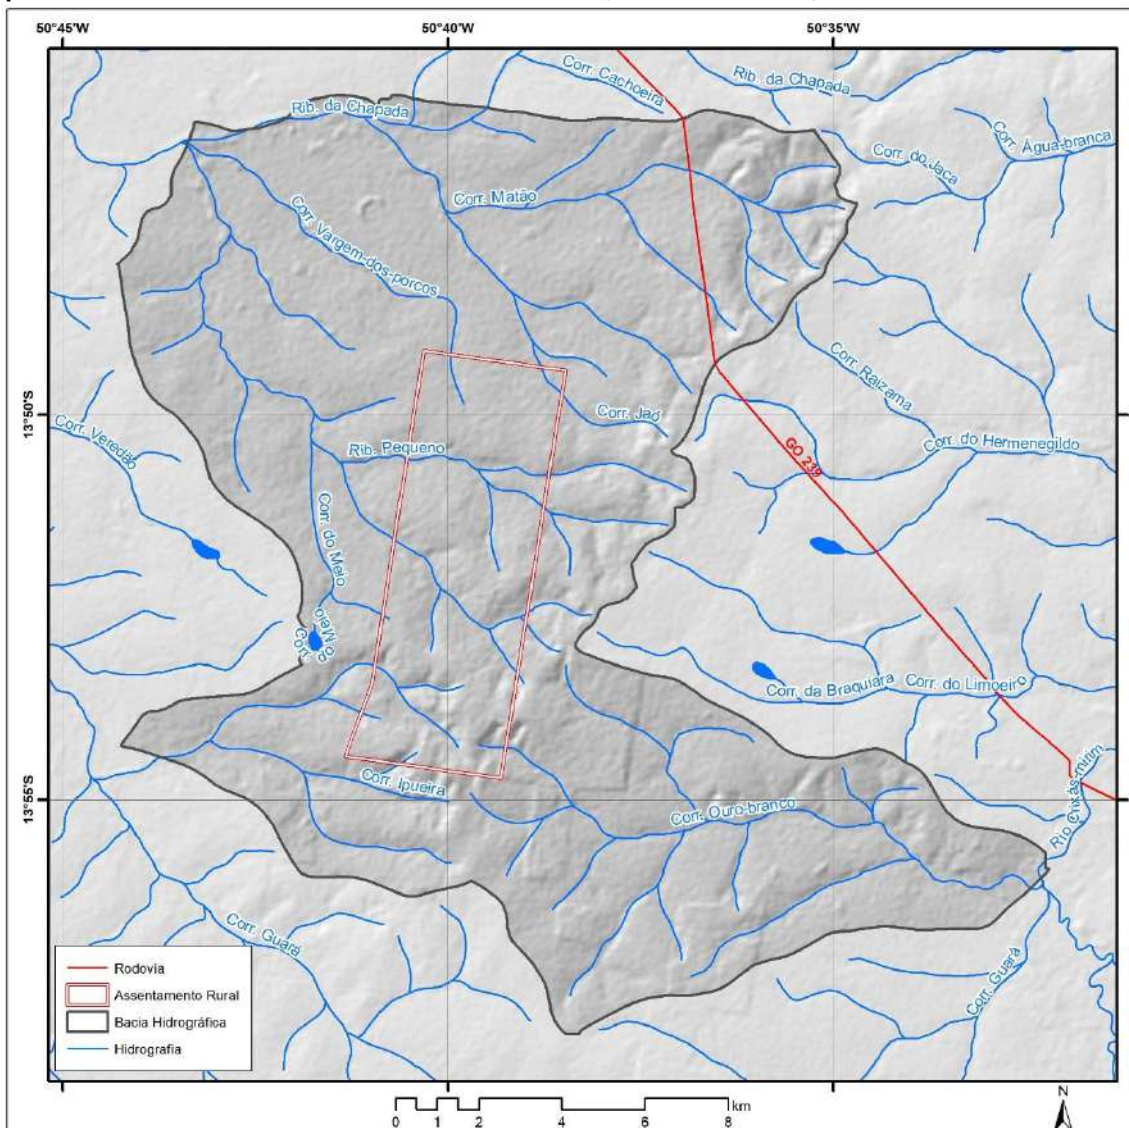 50°45'W
50°40'W
50°35'W
Corr. Cachoeira
Rib. da Chapada
Rib. da Chapada
Corr. Água-branca
Corr. do Jaca
Corr. Matão
Corr. Vargem-dos-porcos
Corr. Raizama
13°50'S
Corr. Jaó
Corr. Veredão
Rib. Pequeno
Corr. do Hermenegildo
GO 239
Corr. do Meio
Corr. do Meio
Corr. da Braquiara
Corr. do Limoeiro
Corr. Ipueira
13°55'S
Corr. Ouro-branco
Rio Crixás-mirim
Corr. Guará
Corr. Guará
Rodovia
Assentamento Rural
Bacia Hidrográfica
Hidrografia
N
km
0 1 2 4 6 8